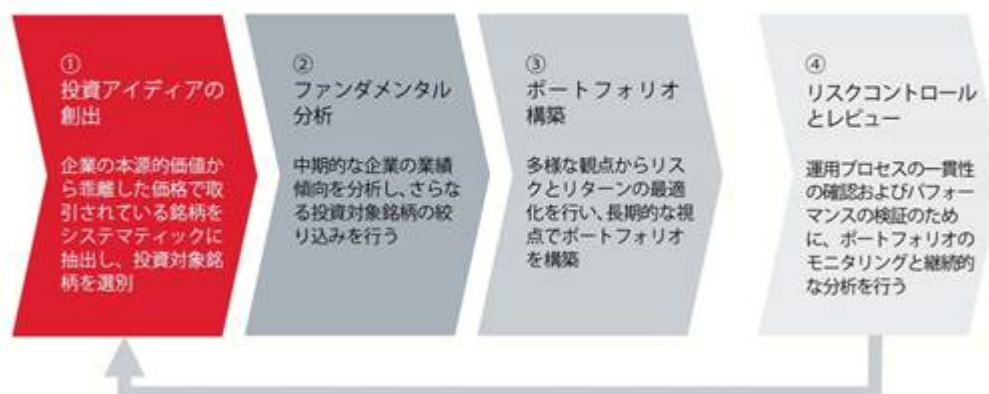 ①
投資アイディアの
創出
企業の本源的価値か
ら乖離した価格で取
引されている銘柄を
システマティックに
抽出し、投資対象銘
柄を選別
②
ファンダメンタル
分析
中期的な企業の業績
傾向を分析し、さらな
る投資対象銘柄の絞
り込みを行う
③
ポートフォリオ
構築
多様な観点からリス
クとリターンの最適
化を行い、長期的な視
点でポートフォリオ
を構築
④
リスクコントロール
とレビュー
運用プロセスの一貫性
の確認およびパフォー
マンスの検証のため
に、ポートフォリオの
モニタリングと継続的
な分析を行う